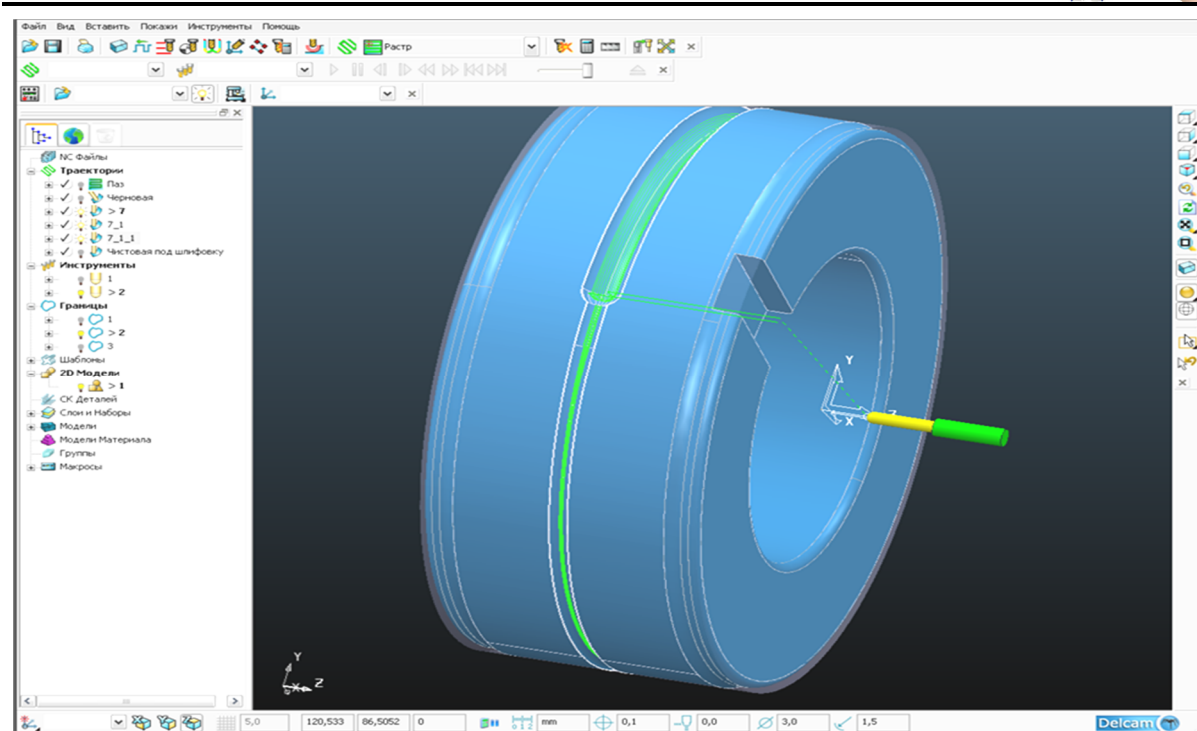 Файл Вид Вставить Покажи Инструменты Помощь
Растр
NC Файлы
Траектории
Паз
Черновая
> 7
7_1
7_1_1
Чистовая под шлифовку
Инструменты
1
> 2
Границы
1
> 2
3
Шаблоны
2D Модели
> 1
СК Деталей
Слои и Наборы
Модели
Модели Материала
Группы
Макросы
Y
Z
X
Y
X
Z
5,0 120,533 86,5052 0 mm 0,1 0,0 3,0 1,5 Delcam